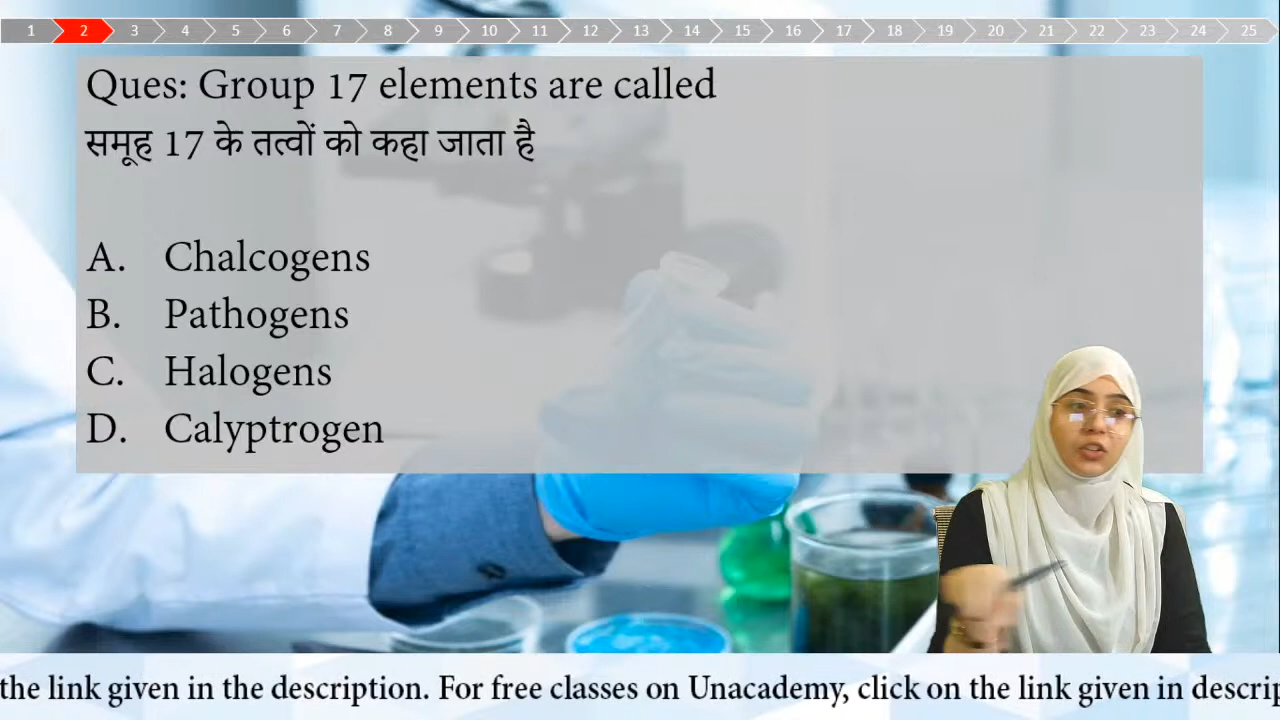 1 2 3 4 5 6 7 8 9 10 11 12 13 14 15 16 17 18 19 20 21 22 23 24 25
Ques: Group 17 elements are called
समूह 17 के तत्वों को कहा जाता है
A. Chalcogens
B. Pathogens
C. Halogens
D. Calyptrogen
the link given in the description. For free classes on Unacademy, click on the link given in descrip